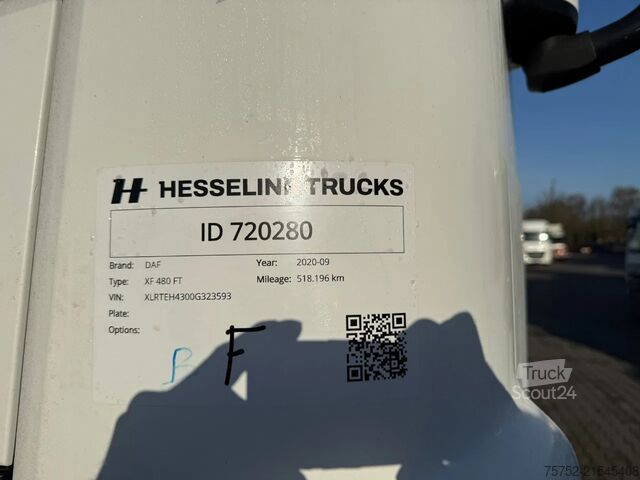 H HESSELINK TRUCKS
ID 720280
Brand: DAF Year: 2020-09
Type: XF 480 FT Mileage: 518.196 km
VIN: XLRTEH4300G323593
Plate:
Options:
B F
Truck
Scout24
75752-21545408